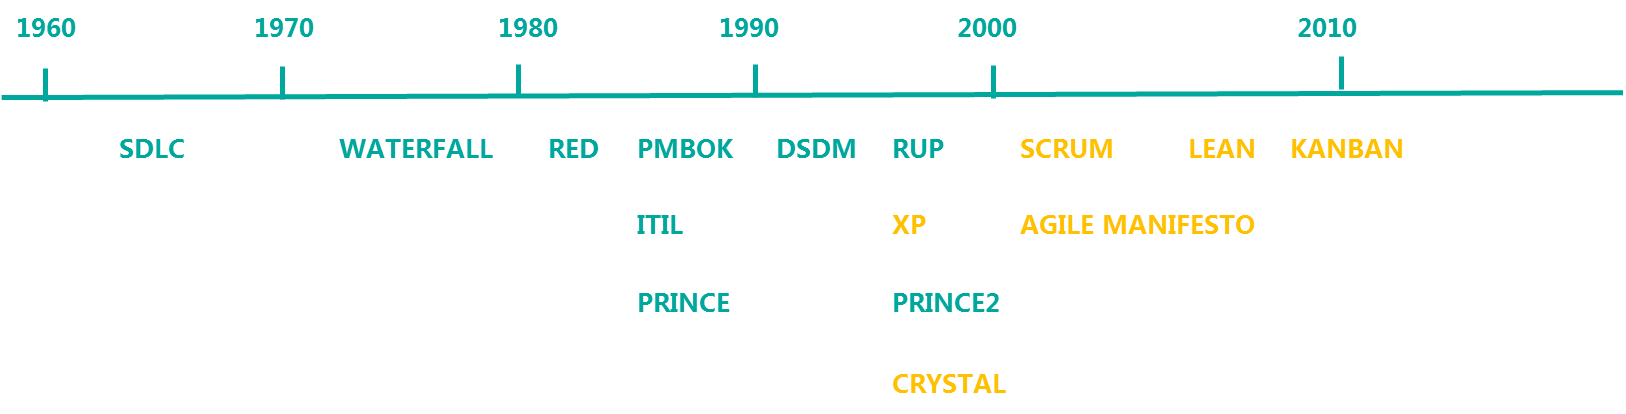 1960 1970 1980 1990 2000 2010
SDLC WATERFALL RED PMBOK DSDM RUP SCRUM LEAN KANBAN
ITIL XP AGILE MANIFESTO
PRINCE PRINCE2
CRYSTAL